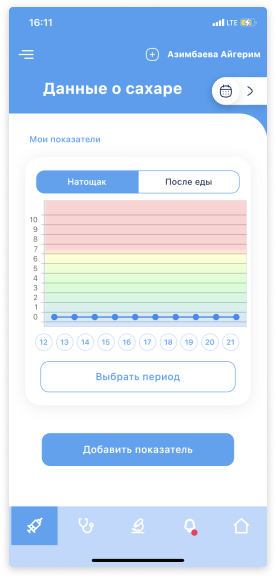 16:11 LTE
Азимбаева Айгерим
Данные о сахаре
Мои показатели
Натощак После еды
10
9
8
7
6
5
4
3
2
1
0
12 13 14 15 16 17 18 19 20 21
Выбрать период
Добавить показатель